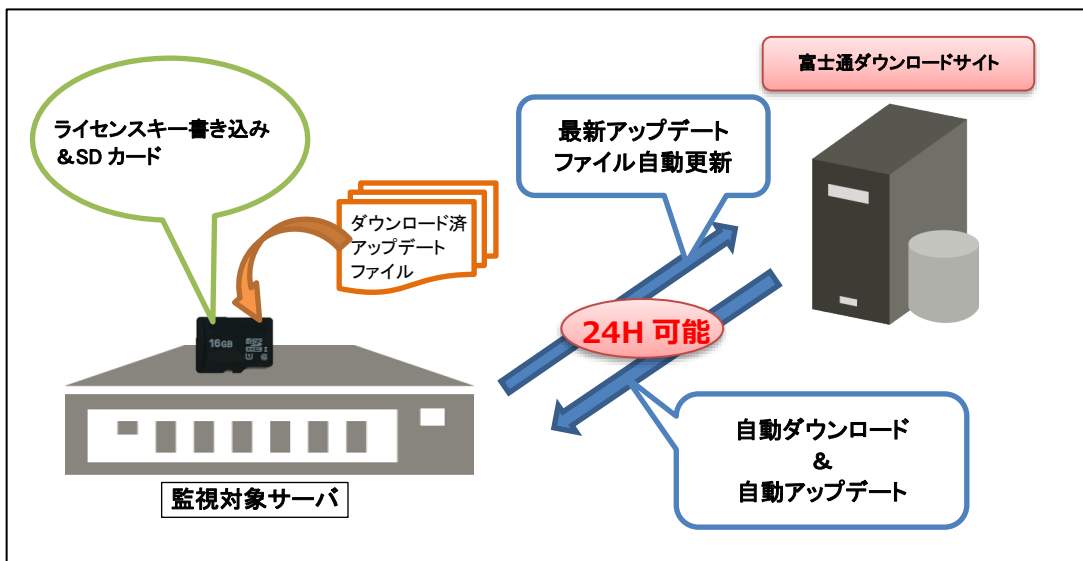 富士通ダウンロードサイト
ライセンスキー書き込み
＆SD カード
最新アップデート
ファイル自動更新
ダウンロード済
アップデート
ファイル
24H 可能
16GB
自動ダウンロード
＆
自動アップデート
監視対象サーバ